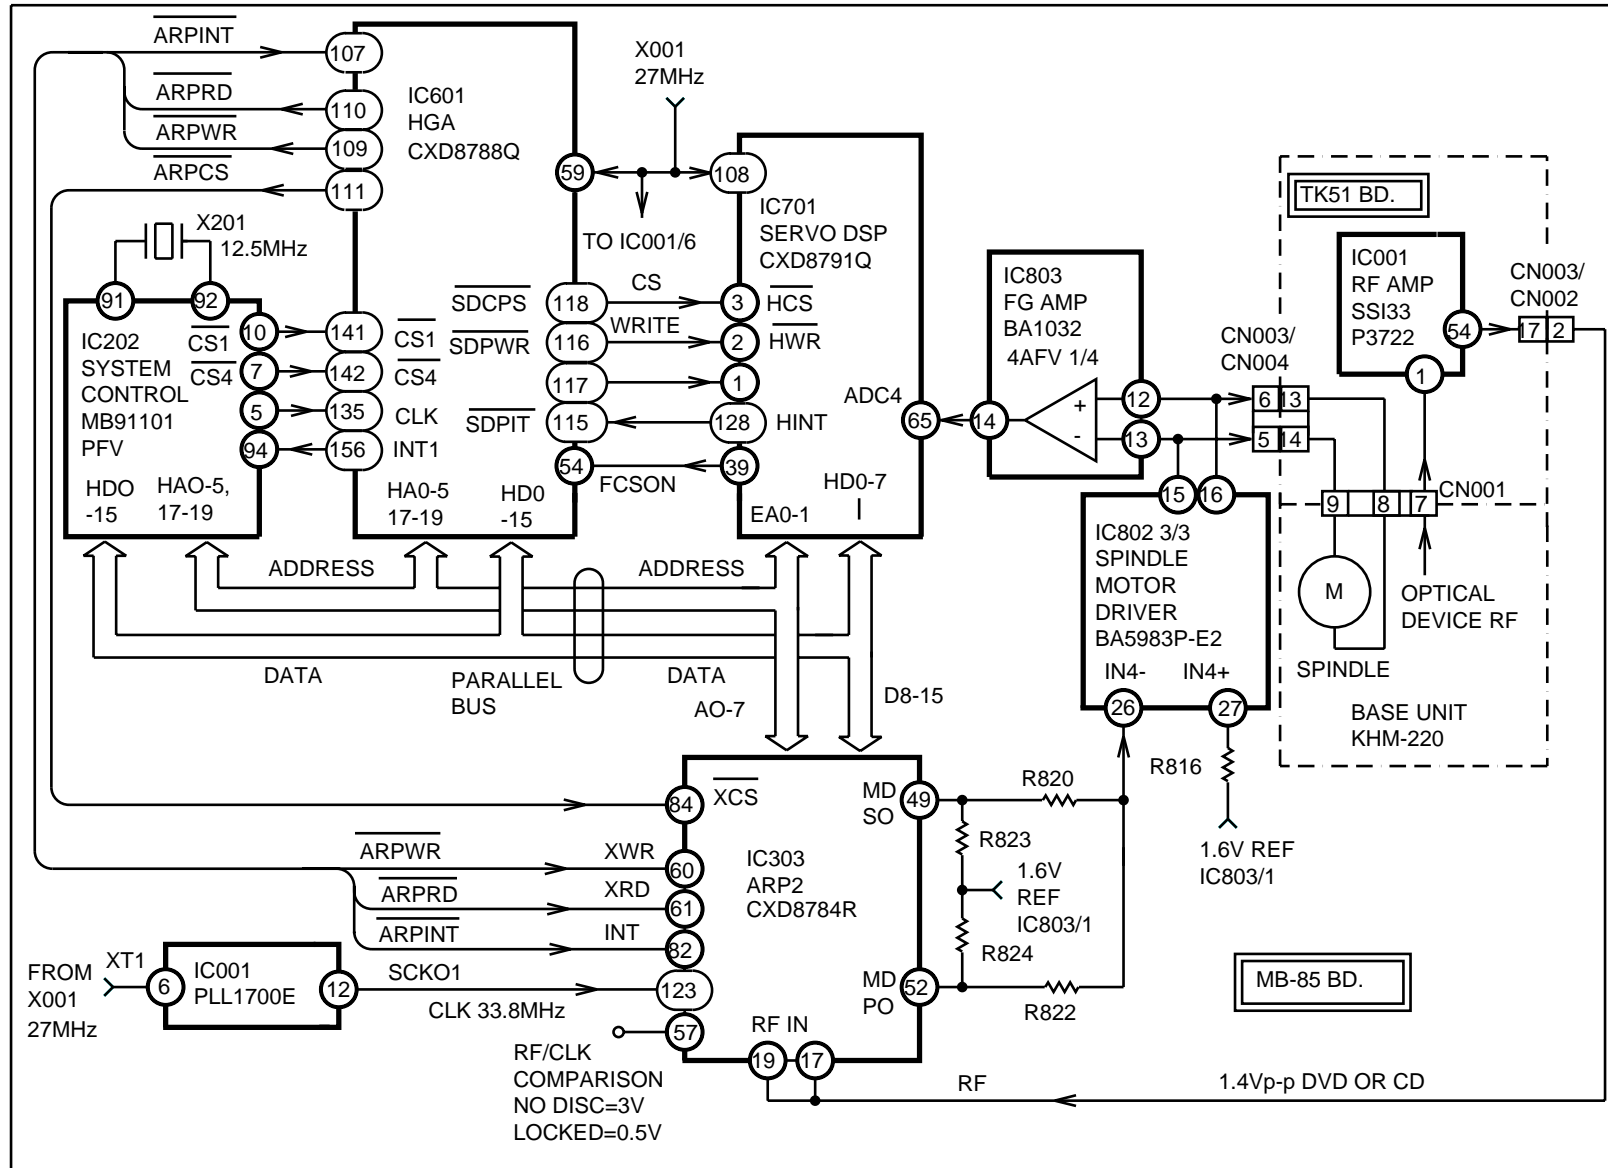 ARPINT
107
ARPRD
110
ARPWR
109
ARPCS
111
IC601
HGA
CXD8788Q
59
X001
27MHz
TO IC001/6
108
IC701
SERVO DSP
CXD8791Q
X201
12.5MHz
91
92
IC202
SYSTEM
CONTROL
MB91101
PFV
HDO
-15
HAO-5,
17-19
CS1
10
CS4
7
5
94
141
CS1
142
CS4
135
CLK
156
INT1
HA0-5
17-19
HD0
-15
SDCPS
118
CS
3
HCS
SDPWR
116
WRITE
2
HWR
117
1
SDPIT
115
128
HINT
54
FCSON
39
EA0-1
HD0-7
ADC4
65
14
IC803
FG AMP
BA1032
4AFV 1/4
+
-
12
13
CN003/
CN004
6
13
5
14
TK51 BD.
IC001
RF AMP
SSI33
P3722
54
1
CN003/
CN002
17
2
CN001
9
8
7
M
SPINDLE
OPTICAL
DEVICE RF
BASE UNIT
KHM-220
15
16
IC802 3/3
SPINDLE
MOTOR
DRIVER
BA5983P-E2
IN4-
IN4+
26
27
R816
1.6V REF
IC803/1
ADDRESS
ADDRESS
DATA
PARALLEL
BUS
DATA
AO-7
D8-15
84
XCS
ARPWR
XWR
60
ARPRD
XRD
61
ARPINT
INT
82
IC303
ARP2
CXD8784R
MD
SO
49
R820
R823
1.6V
REF
IC803/1
R824
MD
PO
52
R822
MB-85 BD.
FROM
X001
27MHz
XT1
6
IC001
PLL1700E
12
SCKO1
CLK 33.8MHz
123
57
RF/CLK
COMPARISON
NO DISC=3V
LOCKED=0.5V
RF IN
19
17
RF
1.4Vp-p DVD OR CD